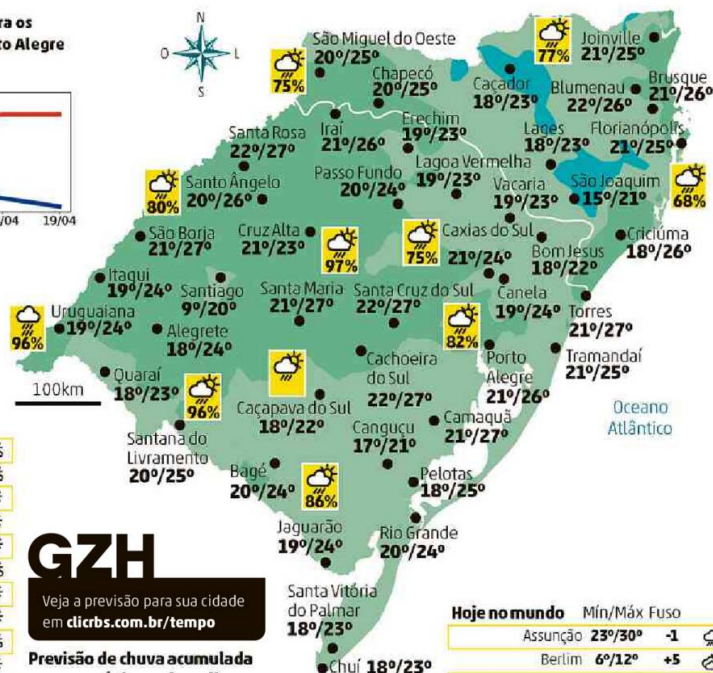 ra os
to Alegre
/04 19/04
N
O L
S
São Miguel do Oeste
20º/25º
75%
Chapecó
20º/25º
77%
Joinville
21º/25º
Caçador
18º/23º
Blumenau
22º/26º
Brusque
21º/26º
Santa Rosa
22º/27º
Iraí
21º/26º
Erechim
19º/23º
Lages
18º/23º
Florianópolis
21º/25º
80%
Santo Ângelo
20º/26º
Passo Fundo
20º/24º
Lagoa Vermelha
19º/23º
Vacaria
19º/23º
São Joaquim
15º/21º
68%
São Borja
21º/27º
Cruz Alta
21º/23º
97%
75%
Caxias do Sul
21º/24º
Bom Jesus
18º/22º
Criciúma
18º/26º
Itaqui
19º/24º
Santiago
9º/20º
Santa Maria
21º/27º
Santa Cruz do Sul
22º/27º
Canela
19º/24º
Torres
21º/27º
96%
Uruguaiana
19º/24º
Alegrete
18º/24º
82%
Cachoeira
do Sul
22º/27º
Porto
Alegre
21º/26º
Tramandaí
21º/25º
Quaraí
18º/23º
100km
96%
Caçapava do Sul
18º/22º
Camaquã
21º/27º
Oceano
Atlântico
Santana do
Livramento
20º/25º
Bagé
20º/24º
86%
Canguçu
17º/21º
Pelotas
18º/25º
Jaguarão
19º/24º
Rio Grande
20º/24º
GZH
Veja a previsão para sua cidade
em clicrbs.com.br/tempo
Santa Vitória
do Palmar
18º/23º
Chuí 18º/23º
Previsão de chuva acumulada
Hoje no mundo Mín/Máx Fuso
Assunção 23º/30º -1
Berlim 6º/12º +5